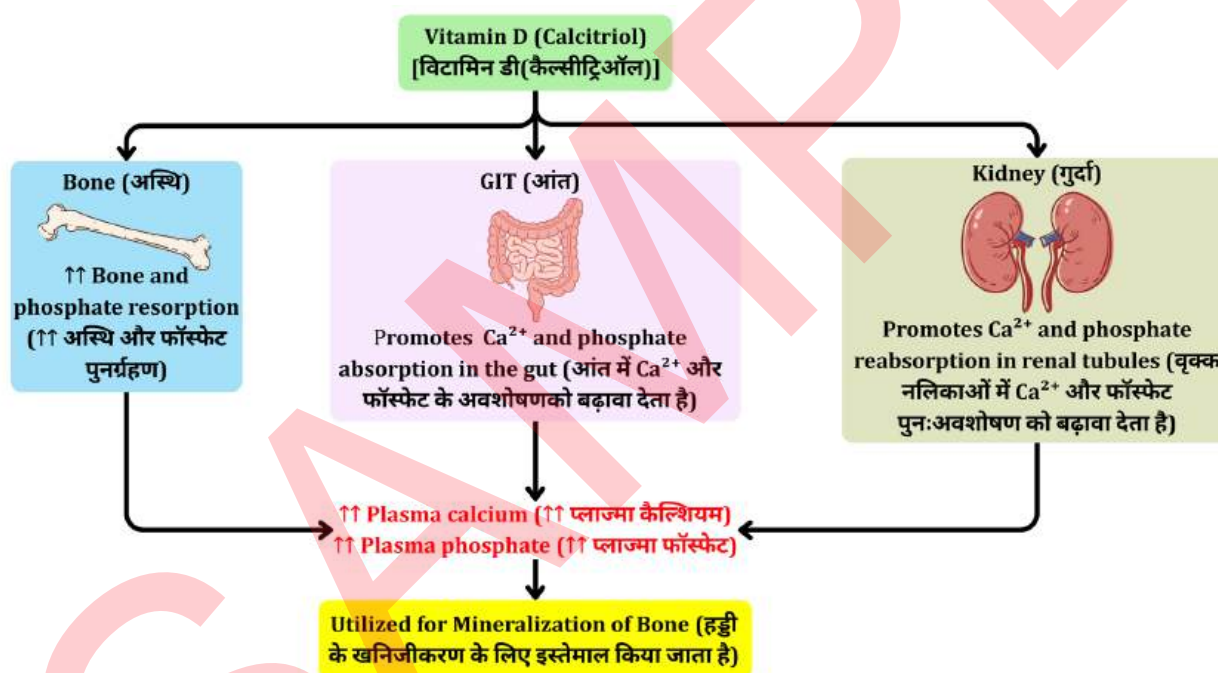 Vitamin D (Calcitriol)
[विटामिन डी(कैल्सीट्रिऑल)]
Bone (अस्थि)
↑↑ Bone and
phosphate resorption
(↑↑ अस्थि और फॉस्फेट
पुनर्ग्रहण)
GIT (आंत)
Promotes Ca²⁺ and phosphate
absorption in the gut (आंत में Ca²⁺ और
फॉस्फेट के अवशोषणको बढ़ावा देता है)
Kidney (गुर्दा)
Promotes Ca²⁺ and phosphate
reabsorption in renal tubules (वृक्क
नलिकाओं में Ca²⁺ और फॉस्फेट
पुनःअवशोषण को बढ़ावा देता है)
↑↑ Plasma calcium (↑↑ प्लाज्मा कैल्शियम)
↑↑ Plasma phosphate (↑↑ प्लाज्मा फॉस्फेट)
Utilized for Mineralization of Bone (हड्डी
के खनिजीकरण के लिए इस्तेमाल किया जाता है)